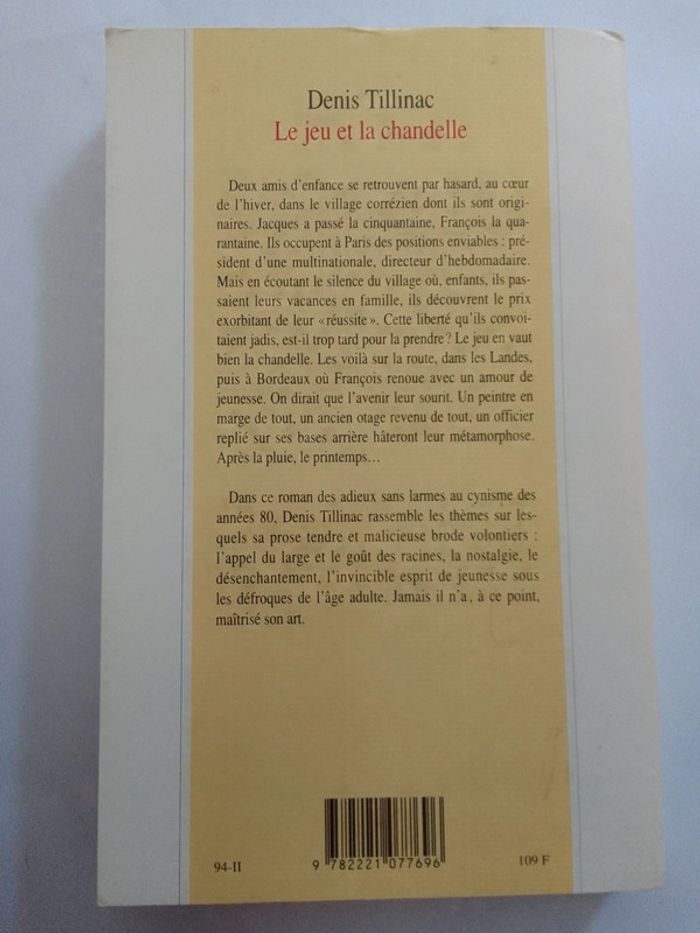 Denis Tillinac
Le jeu et la chandelle
Deux amis d'enfance se retrouvent par hasard, au cœur
de l'hiver, dans le village corrézien dont ils sont origi-
naires. Jacques a passé la cinquantaine, François la qua-
rantaine. Ils occupent à Paris des positions enviables : pré-
sident d'une multinationale, directeur d'hebdomadaire.
Mais en écoutant le silence du village où, enfants, ils pas-
saient leurs vacances en famille, ils découvrent le prix
exorbitant de leur «réussite». Cette liberté qu'ils convoi-
taient jadis, est-il trop tard pour la prendre? Le jeu en vaut
bien la chandelle. Les voilà sur la route, dans les Landes,
puis à Bordeaux où François renoue avec un amour de
jeunesse. On dirait que l'avenir leur sourit. Un peintre en
marge de tout, un ancien otage revenu de tout, un officier
replié sur ses bases arrière hâteront leur métamorphose.
Après la pluie, le printemps...
Dans ce roman des adieux sans larmes au cynisme des
années 80, Denis Tillinac rassemble les thèmes sur les-
quels sa prose tendre et malicieuse brode volontiers :
l'appel du large et le goût des racines, la nostalgie, le
désenchantement, l'invincible esprit de jeunesse sous
les défroques de l'âge adulte. Jamais il n'a, à ce point,
maîtrisé son art.
94-II
9 782221 077696
109 F